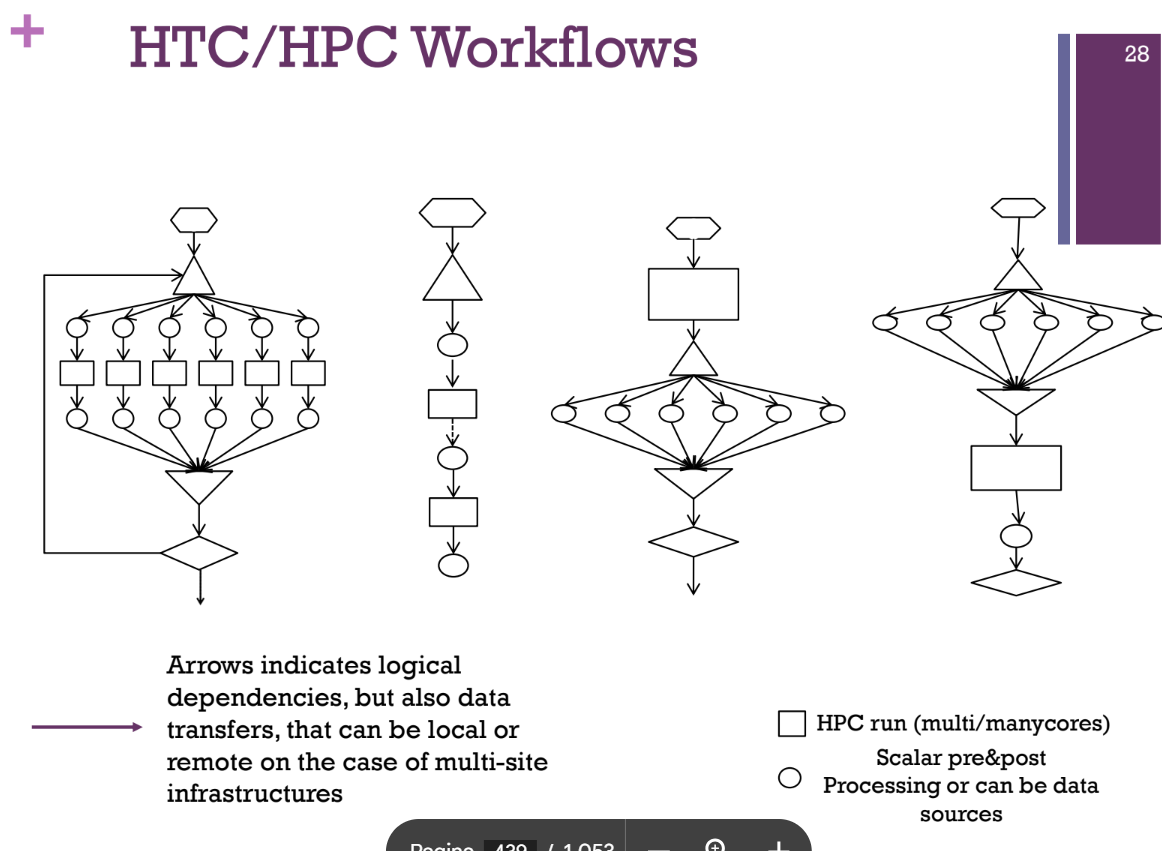 +
HTC/HPC Workflows
28
Arrows indicates logical
dependencies, but also data
transfers, that can be local or
remote on the case of multi-site
infrastructures
HPC run (multi/manycores)
Scalar pre&post
Processing or can be data
sources
Pagina 439 / 1.053 — +